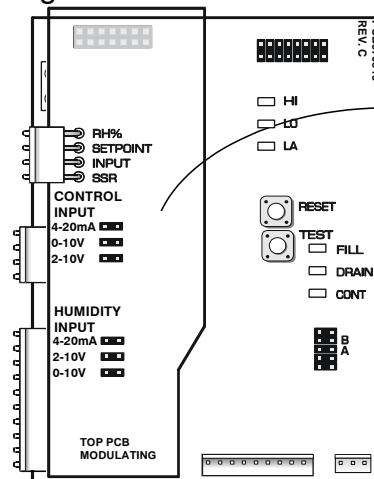 REV. C
HI
LO
LA
RH%
SETPOINT
INPUT
SSR
CONTROL
INPUT
4-20mA
0-10V
2-10V
RESET
TEST
FILL
DRAIN
CONT
HUMIDITY
INPUT
4-20mA
2-10V
0-10V
B
A
TOP PCB
MODULATING